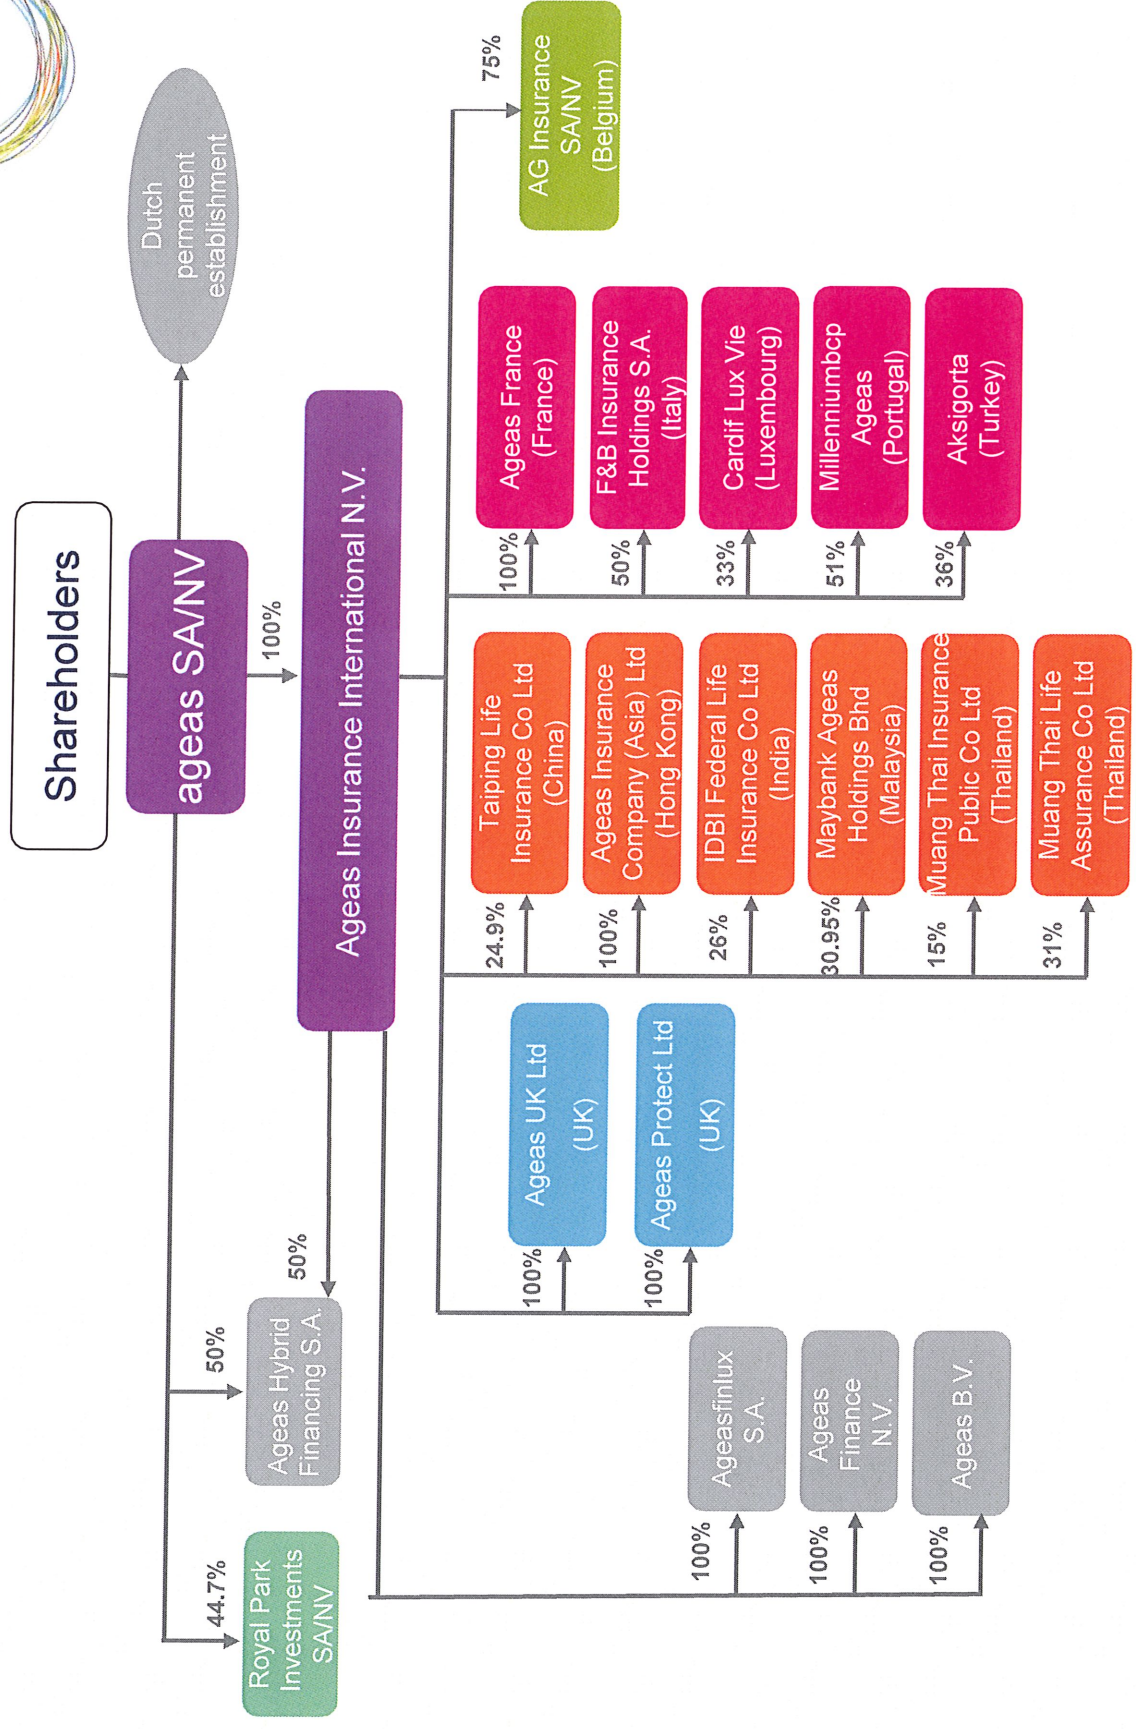 Shareholders
ageas SA/NV
Dutch
permanent
establishment
100%
Ageas Insurance International N.V.
44.7%
Royal Park
Investments
SA/NV
50%
Ageas Hybrid
Financing S.A.
50%
100%
Ageasfinlux
S.A.
100%
Ageas
Finance
N.V.
100%
Ageas B.V.
100%
Ageas UK Ltd
(UK)
100%
Ageas Protect Ltd
(UK)
24.9%
Taiping Life
Insurance Co Ltd
(China)
100%
Ageas Insurance
Company (Asia) Ltd
(Hong Kong)
26%
IDBI Federal Life
Insurance Co Ltd
(India)
30.95%
Maybank Ageas
Holdings Bhd
(Malaysia)
15%
Muang Thai Insurance
Public Co Ltd
(Thailand)
31%
Muang Thai Life
Assurance Co Ltd
(Thailand)
100%
Ageas France
(France)
50%
F&B Insurance
Holdings S.A.
(Italy)
33%
Cardif Lux Vie
(Luxembourg)
51%
Millenniumbcp
Ageas
(Portugal)
36%
Aksigorta
(Turkey)
75%
AG Insurance
SA/NV
(Belgium)